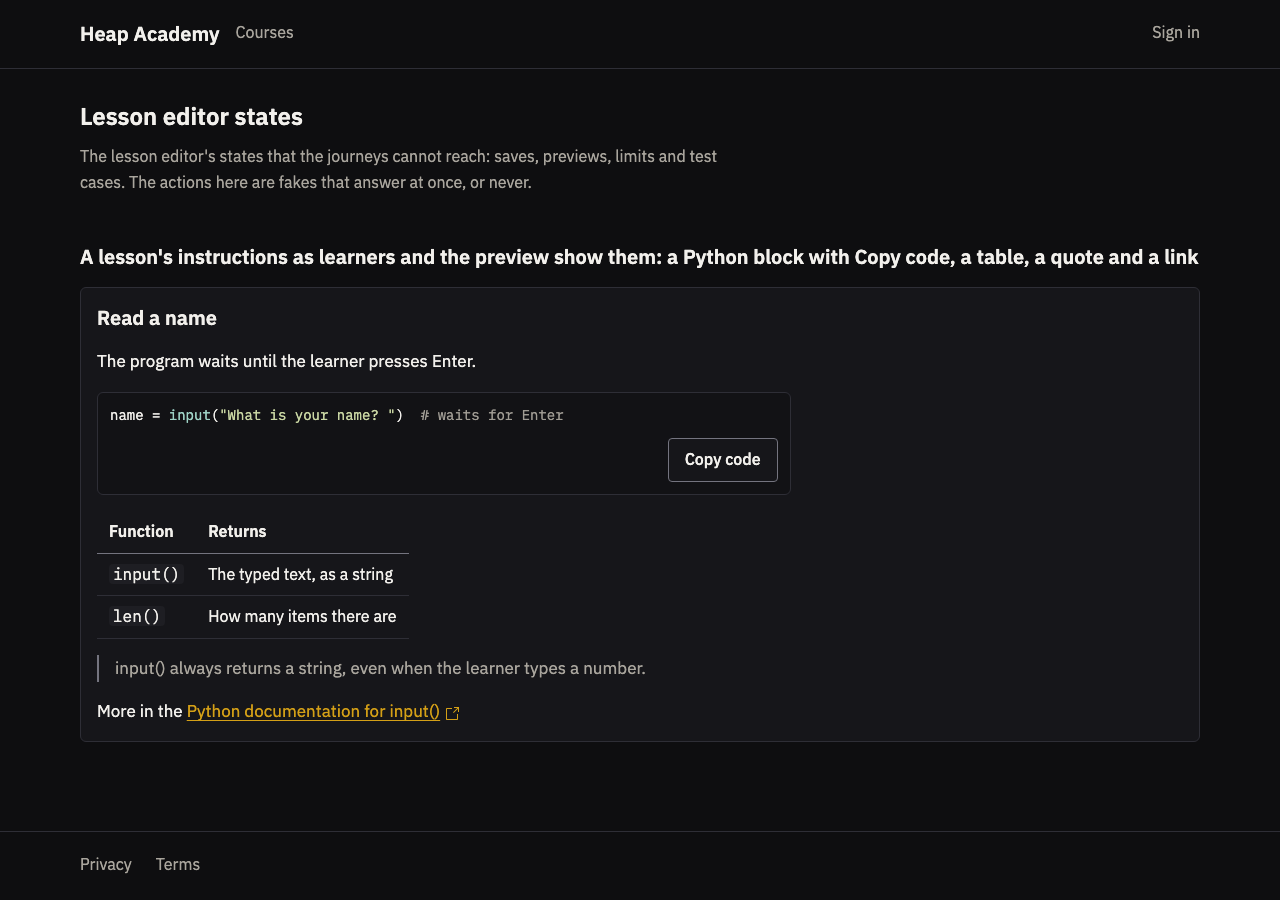 Heap Academy Courses Sign in
Lesson editor states
The lesson editor's states that the journeys cannot reach: saves, previews, limits and test
cases. The actions here are fakes that answer at once, or never.
A lesson's instructions as learners and the preview show them: a Python block with Copy code, a table, a quote and a link
Read a name
The program waits until the learner presses Enter.
name = input("What is your name? ")  # waits for Enter
Copy code
Function Returns
input() The typed text, as a string
len() How many items there are
input() always returns a string, even when the learner types a number.
More in the Python documentation for input()
Privacy Terms